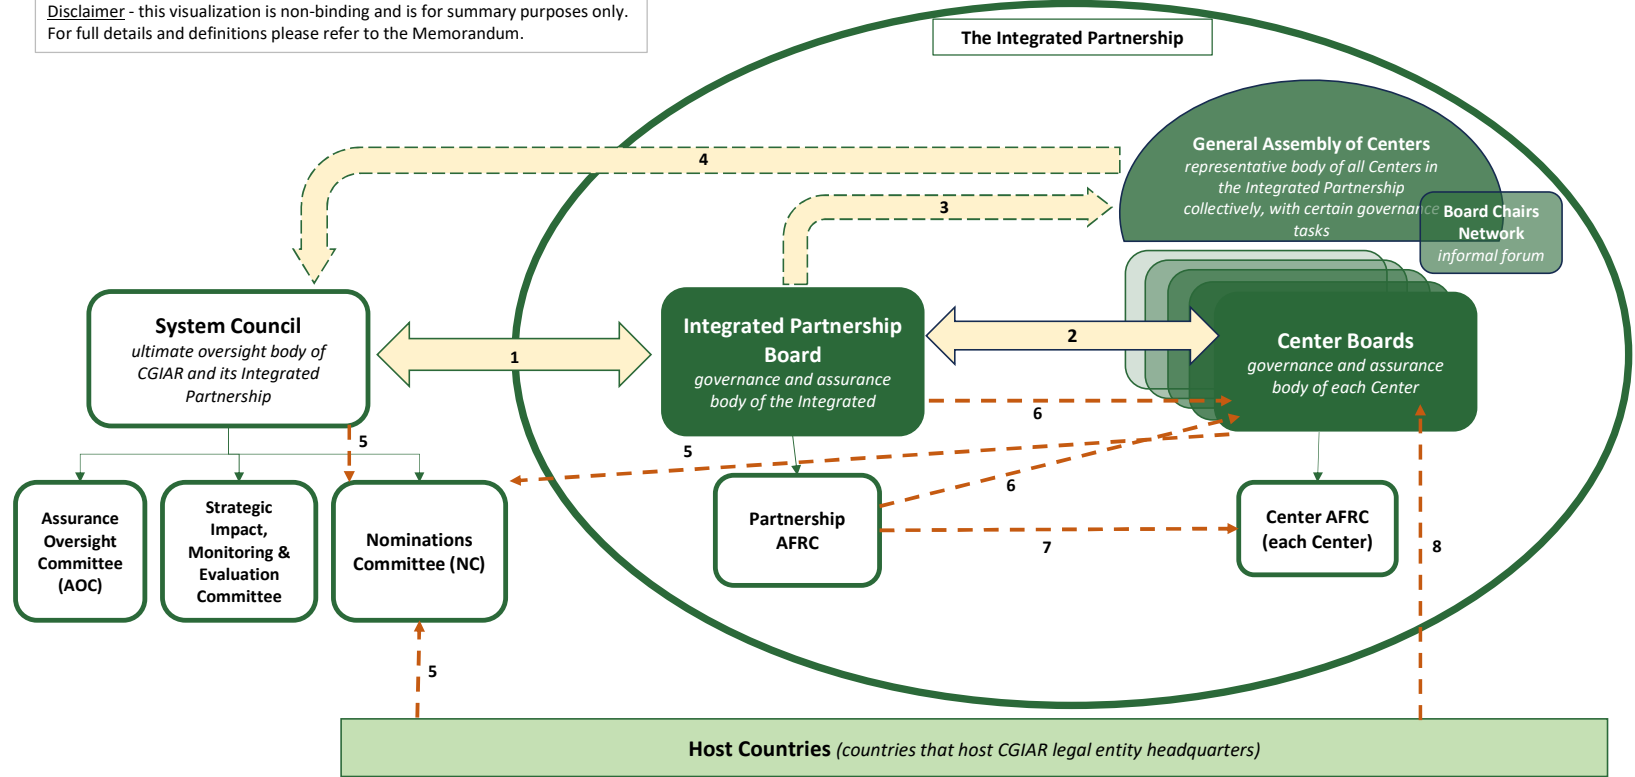 Disclaimer - this visualization is non-binding and is for summary purposes only.
For full details and definitions please refer to the Memorandum.
The Integrated Partnership
General Assembly of Centers
representative body of all Centers in
the Integrated Partnership
collectively, with certain governance
tasks
Board Chairs
Network
informal forum
4
3
System Council
ultimate oversight body of
CGIAR and its Integrated
Partnership
1
Integrated Partnership
Board
governance and assurance
body of the Integrated
2
Center Boards
governance and assurance
body of each Center
5
5
6
6
7
8
Assurance
Oversight
Committee
(AOC)
Strategic
Impact,
Monitoring &
Evaluation
Committee
Nominations
Committee (NC)
Partnership
AFRC
Center AFRC
(each Center)
5
Host Countries (countries that host CGIAR legal entity headquarters)